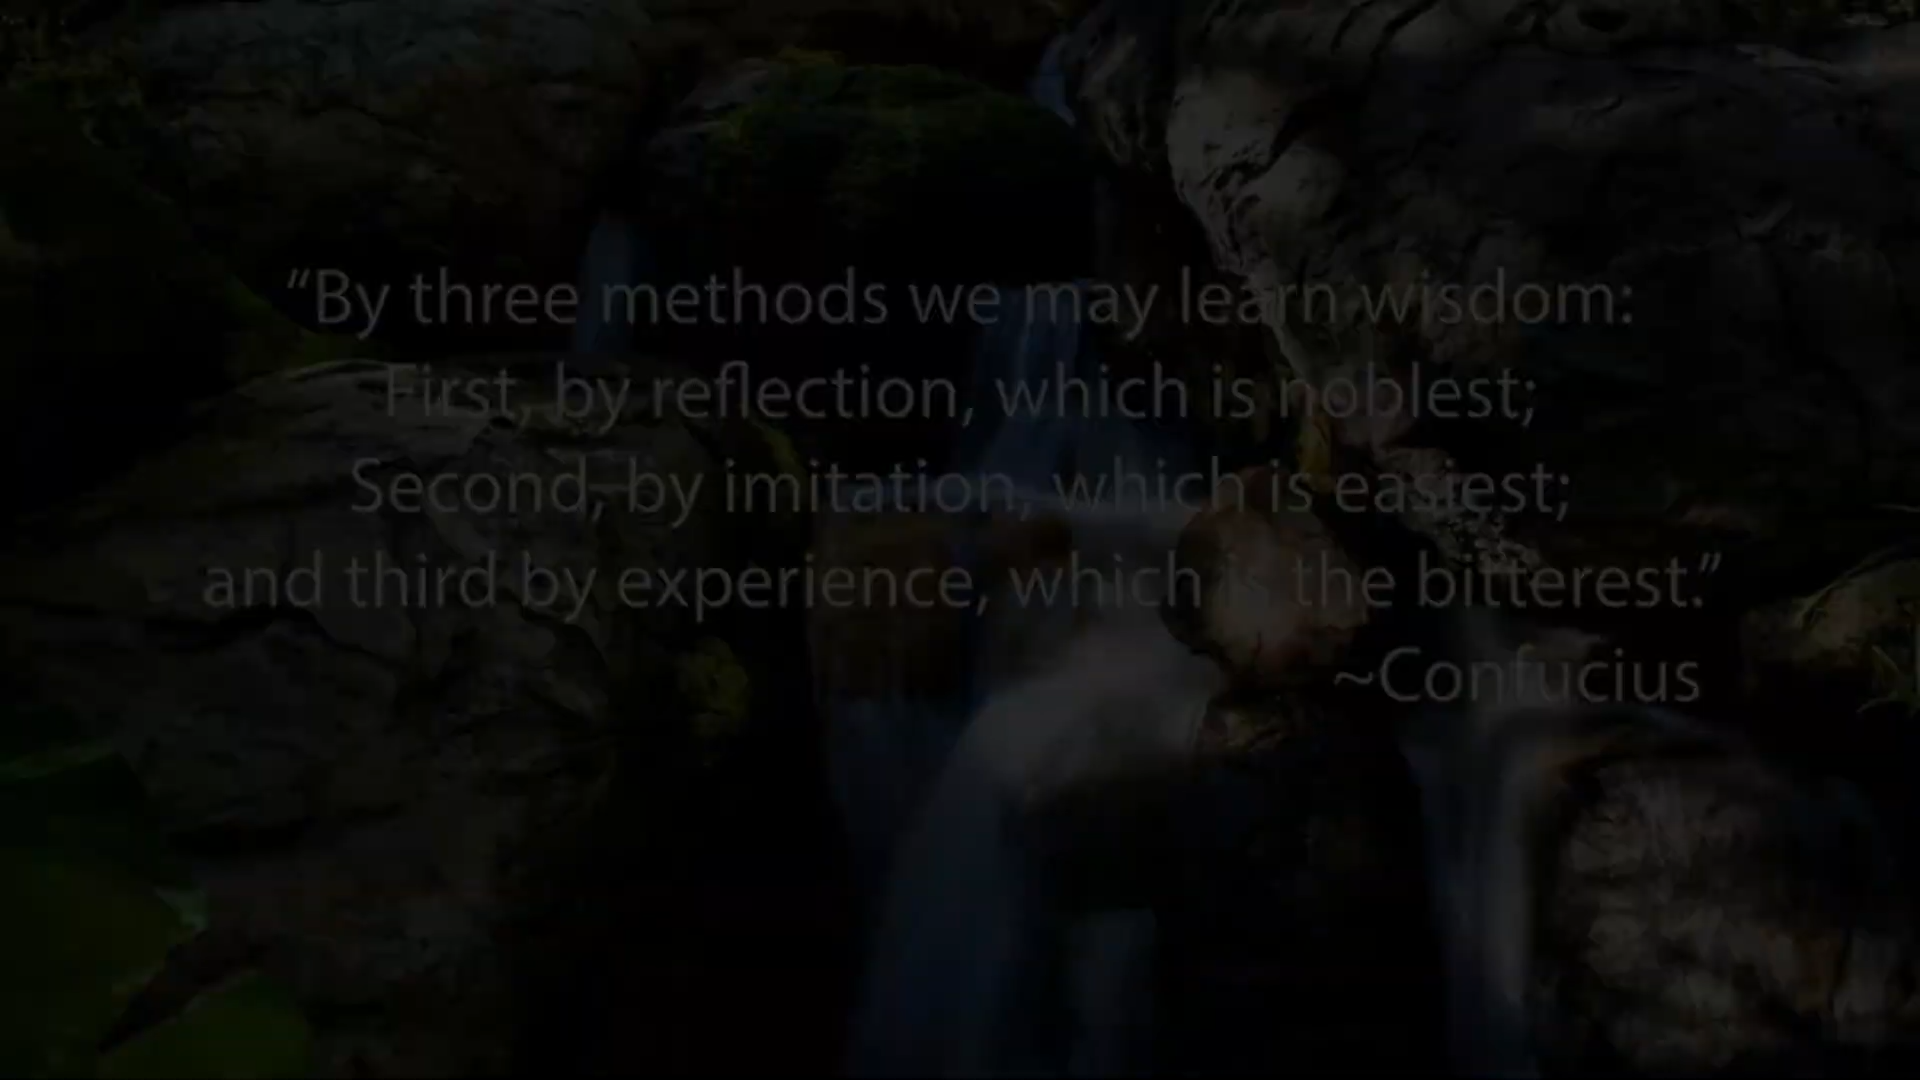 “By three methods we may learn wisdom:
First, by reflection, which is noblest;
Second, by imitation, which is easiest;
and third by experience, which is the bitterest.”
~Confucius